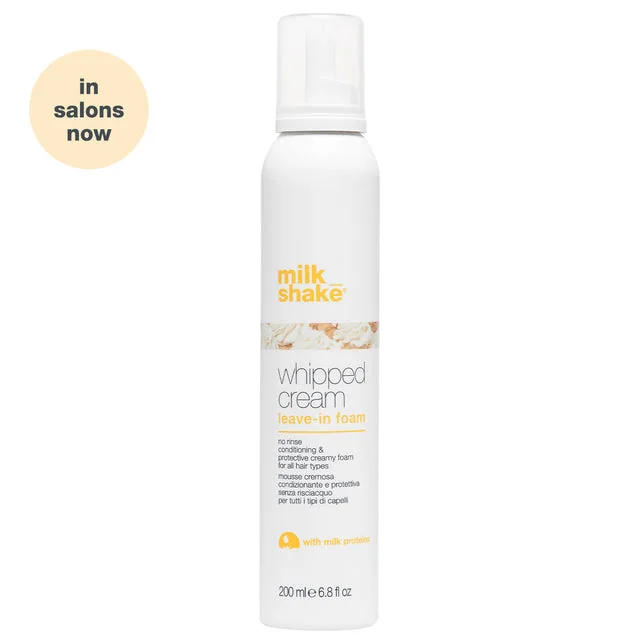 in
salons
now
milk
shake®
whipped
cream
leave-in foam
no rinse
conditioning &
protective creamy foam
for all hair types
mousse cremosa
condizionante e protettiva
senza risciacquo
per tutti i tipi di capelli
with milk proteins
200 ml e 6.8 fl oz